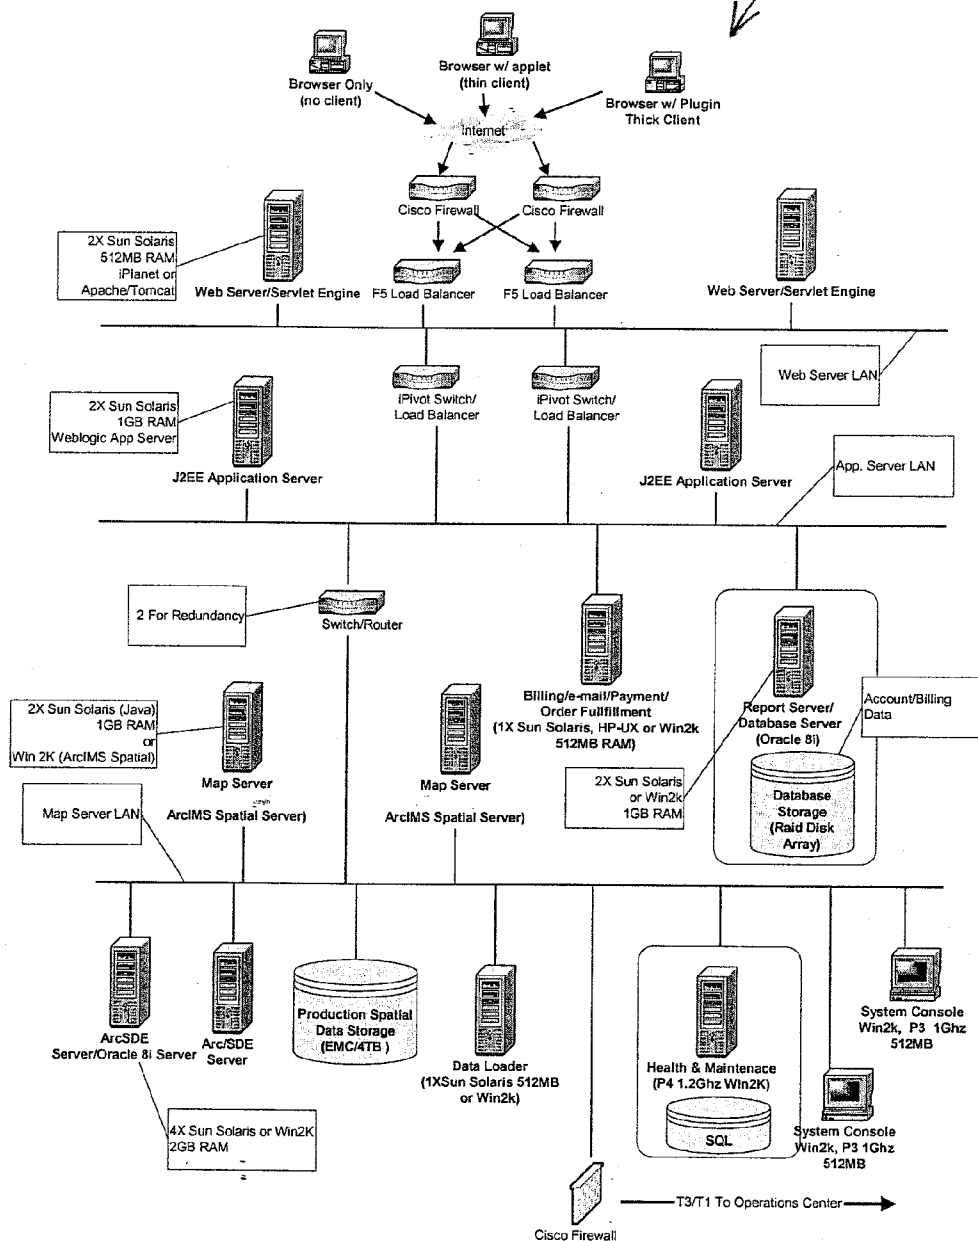 Browser Only
(no client)
Browser w/ applet
(thin client)
Browser w/ Plugin
Thick Client
Internet
Cisco Firewall
Cisco Firewall
2X Sun Solaris
512MB RAM
iPlanet or
Apache/Tomcat
Web Server/Servlet Engine
F5 Load Balancer
F5 Load Balancer
Web Server/Servlet Engine
Web Server LAN
2X Sun Solaris
1GB RAM
Weblogic App Server
iPivot Switch/
Load Balancer
iPivot Switch/
Load Balancer
J2EE Application Server
J2EE Application Server
App. Server LAN
2 For Redundancy
Switch/Router
2X Sun Solaris (Java)
1GB RAM
or
Win 2K (ArcIMS Spatial)
Map Server
ArcIMS Spatial Server)
Map Server
ArcIMS Spatial Server)
Billing/e-mail/Payment/
Order Fullfillment
(1X Sun Solaris, HP-UX or Win2k
512MB RAM)
Report Server/
Database Server
(Oracle 8i)
Account/Billing
Data
2X Sun Solaris
or Win2k
1GB RAM
Database
Storage
(Raid Disk
Array)
Map Server LAN
ArcSDE
Server/Oracle 8i Server
Arc/SDE
Server
Production Spatial
Data Storage
(EMC/4TB )
Data Loader
(1XSun Solaris 512MB
or Win2k)
Health & Maintenace
(P4 1.2Ghz Win2K)
SQL
System Console
Win2k, P3 1Ghz
512MB
System Console
Win2k, P3 1Ghz
512MB
4X Sun Solaris or Win2K
2GB RAM
Cisco Firewall
T3/T1 To Operations Center